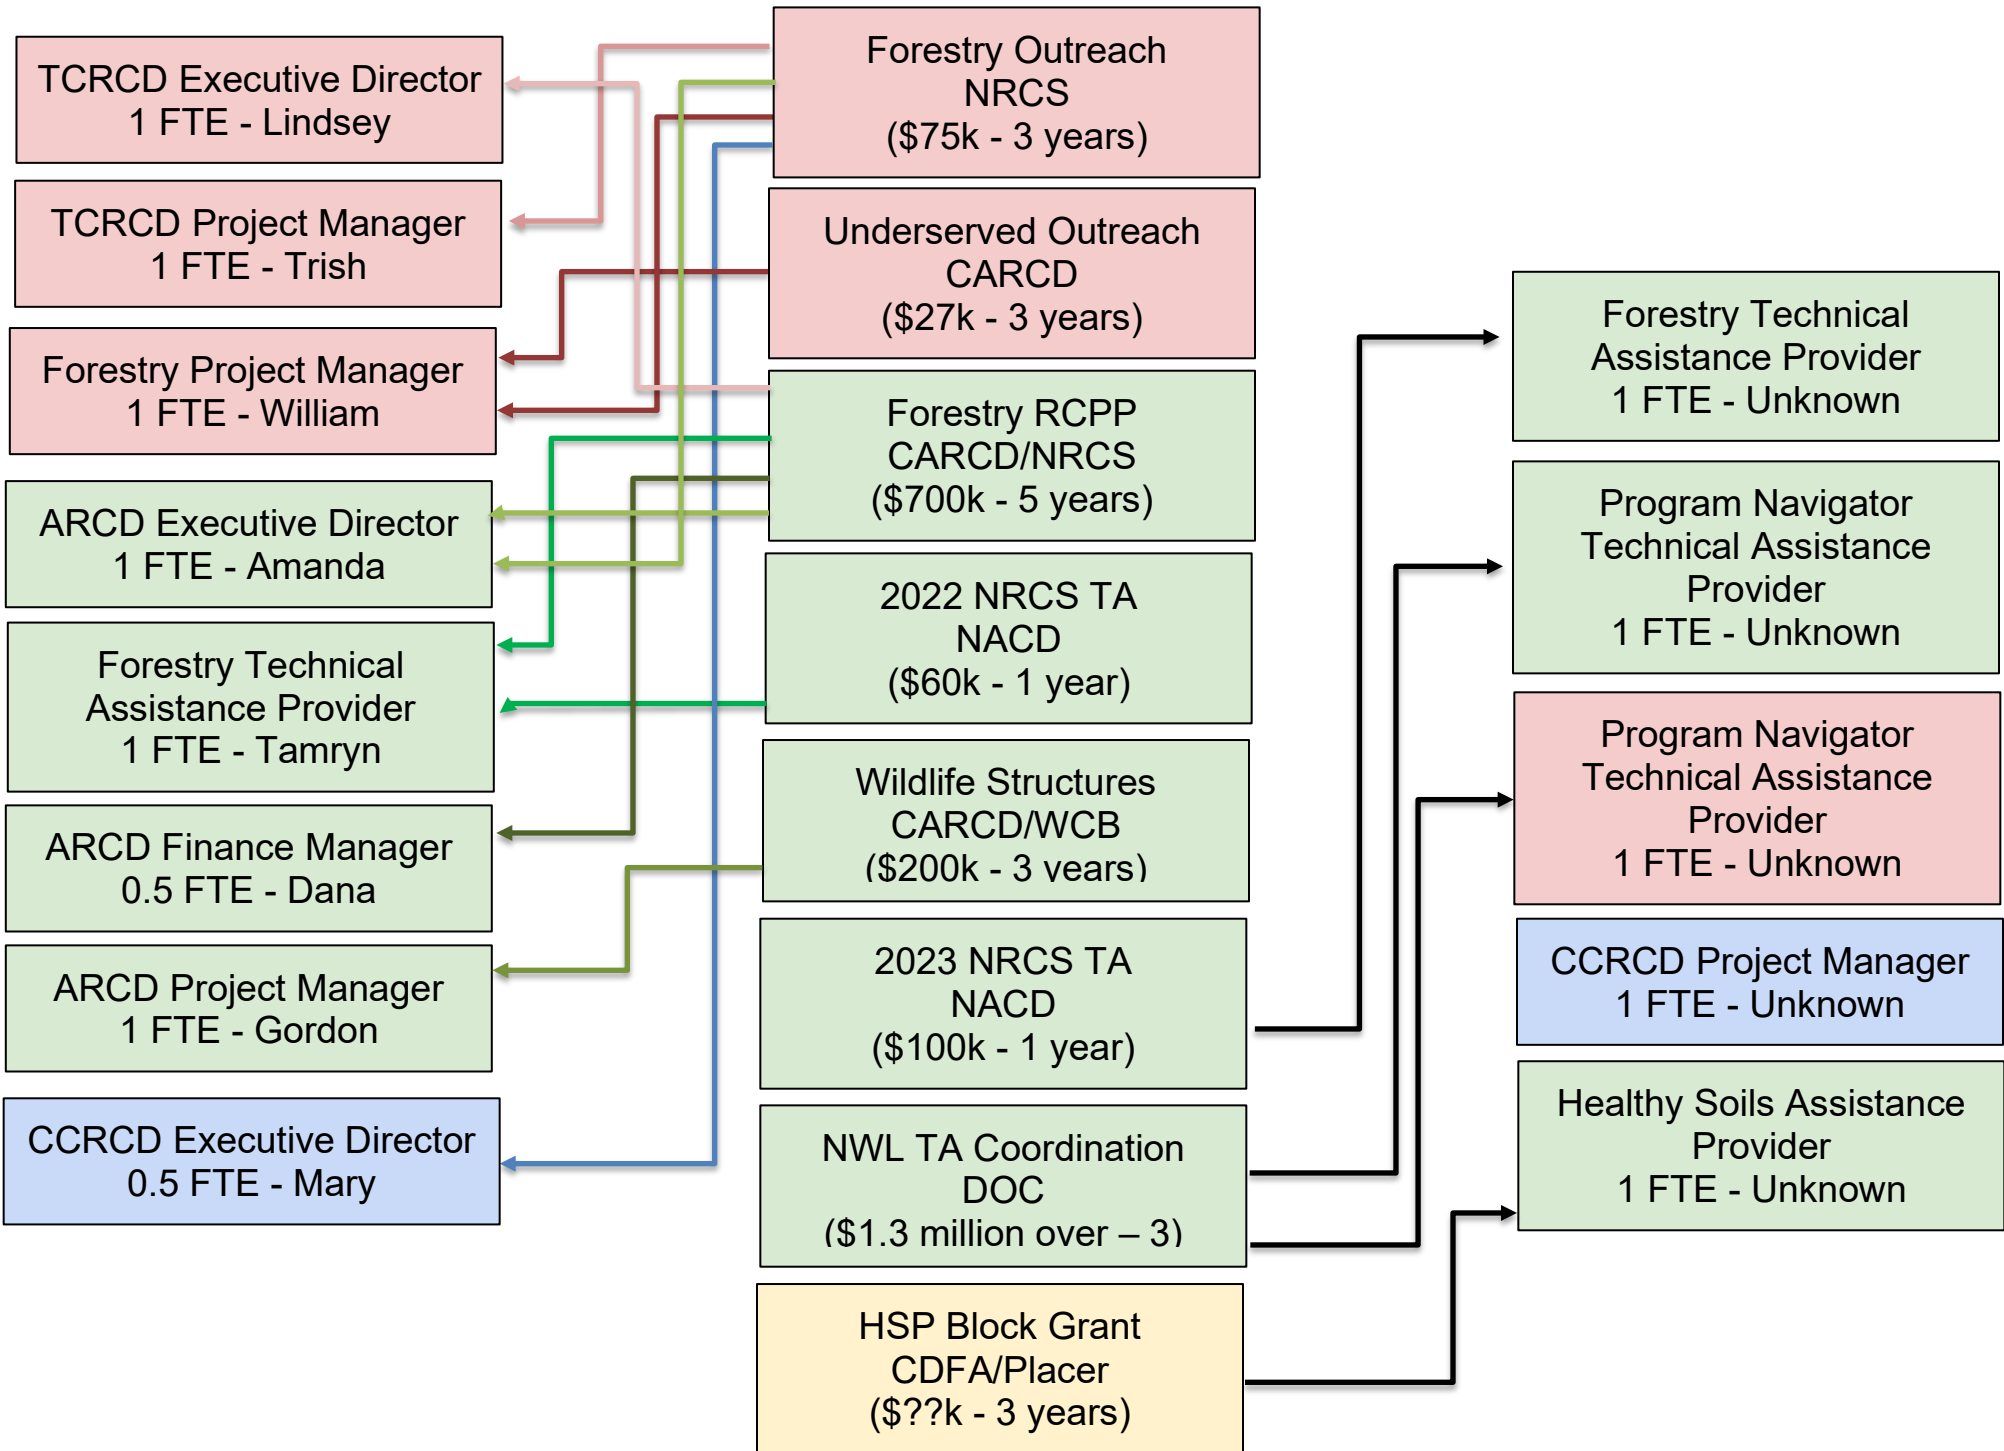 TCRCD Executive Director
1 FTE - Lindsey
TCRCD Project Manager
1 FTE - Trish
Forestry Project Manager
1 FTE - William
ARCD Executive Director
1 FTE - Amanda
Forestry Technical
Assistance Provider
1 FTE - Tamryn
ARCD Finance Manager
0.5 FTE - Dana
ARCD Project Manager
1 FTE - Gordon
CCRCD Executive Director
0.5 FTE - Mary
Forestry Outreach
NRCS
($75k - 3 years)
Underserved Outreach
CARCD
($27k - 3 years)
Forestry RCPP
CARCD/NRCS
($700k - 5 years)
2022 NRCS TA
NACD
($60k - 1 year)
Wildlife Structures
CARCD/WCB
($200k - 3 years)
2023 NRCS TA
NACD
($100k - 1 year)
NWL TA Coordination
DOC
($1.3 million over – 3)
HSP Block Grant
CDFA/Placer
($??k - 3 years)
Forestry Technical
Assistance Provider
1 FTE - Unknown
Program Navigator
Technical Assistance
Provider
1 FTE - Unknown
Program Navigator
Technical Assistance
Provider
1 FTE - Unknown
CCRCD Project Manager
1 FTE - Unknown
Healthy Soils Assistance
Provider
1 FTE - Unknown